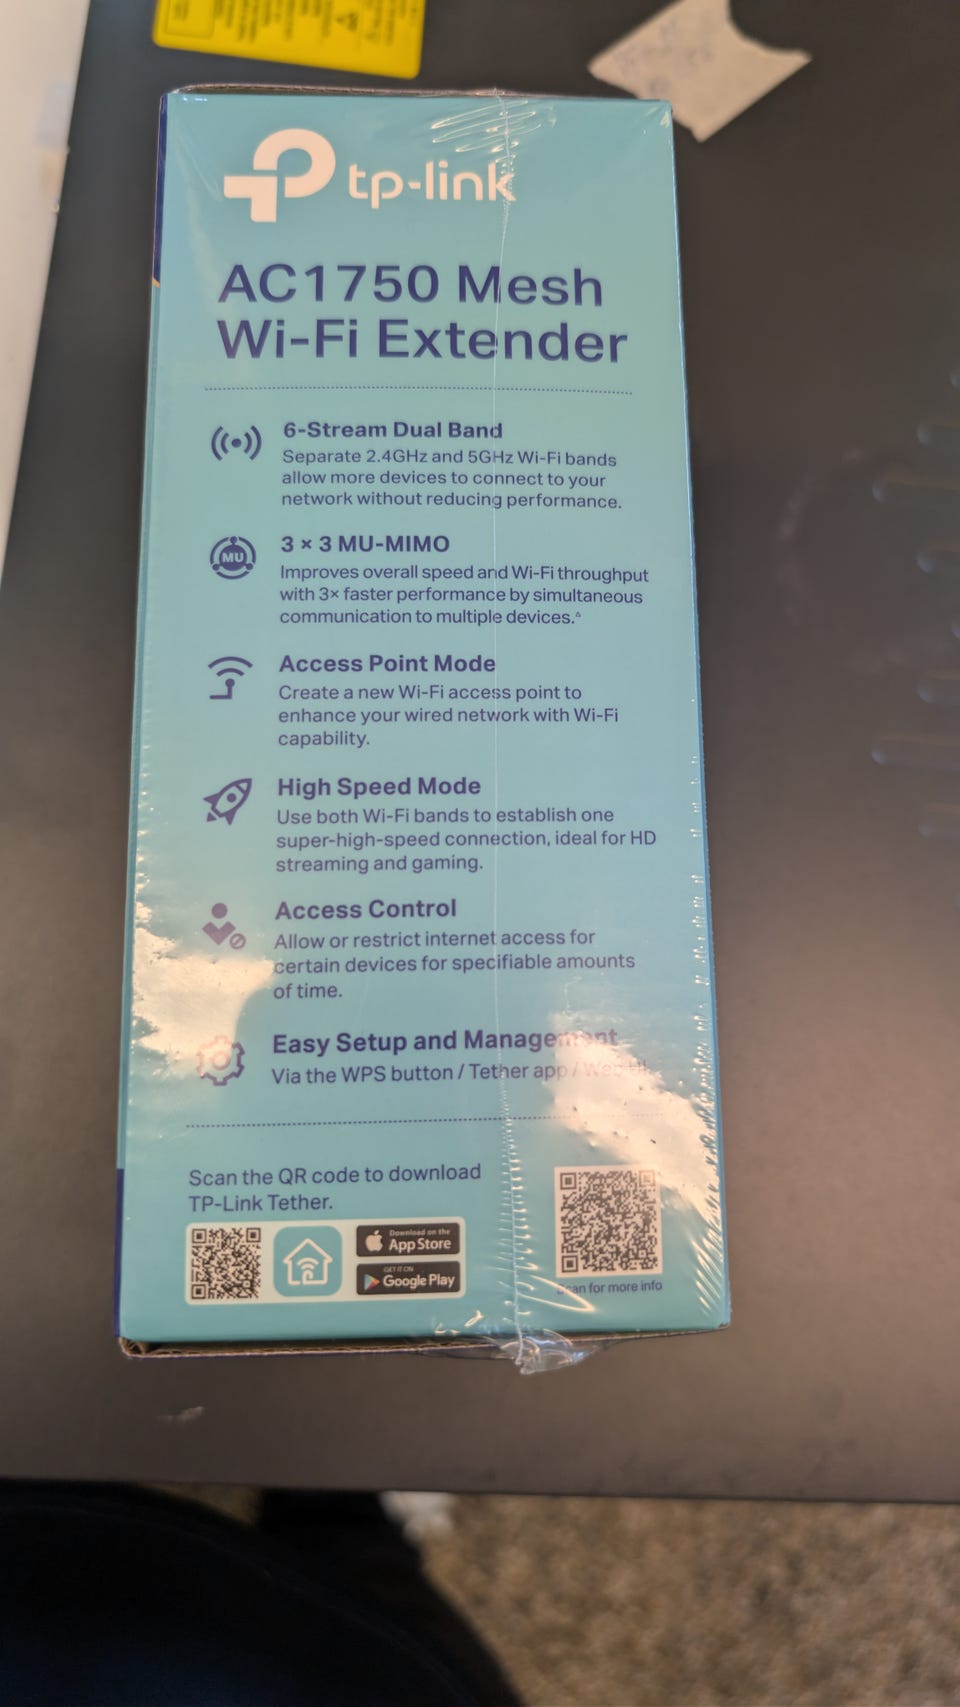 tp-link
AC1750 Mesh
Wi-Fi Extender
6-Stream Dual Band
Separate 2.4GHz and 5GHz Wi-Fi bands
allow more devices to connect to your
network without reducing performance.
MU
3 × 3 MU-MIMO
Improves overall speed and Wi-Fi throughput
with 3× faster performance by simultaneous
communication to multiple devices.△
Access Point Mode
Create a new Wi-Fi access point to
enhance your wired network with Wi-Fi
capability.
High Speed Mode
Use both Wi-Fi bands to establish one
super-high-speed connection, ideal for HD
streaming and gaming.
Access Control
Allow or restrict internet access for
certain devices for specifiable amounts
of time.
Easy Setup and Management
Via the WPS button / Tether app / Web UI
Scan the QR code to download
TP-Link Tether.
Download on the
App Store
GET IT ON
Google Play
Scan for more info